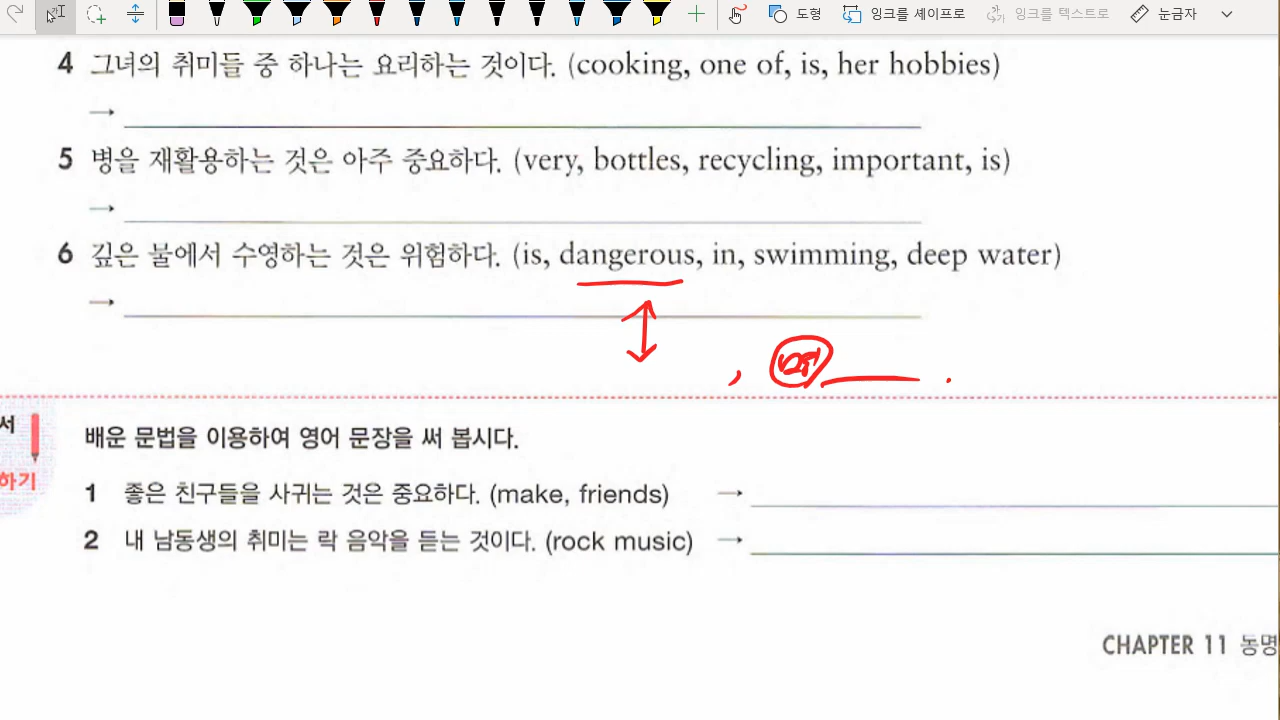 도형 잉크를 셰이프로 잉크를 텍스트로 눈금자
4 그녀의 취미들 중 하나는 요리하는 것이다. (cooking, one of, is, her hobbies)
→
5 병을 재활용하는 것은 아주 중요하다. (very, bottles, recycling, important, is)
→
6 깊은 물에서 수영하는 것은 위험하다. (is, dangerous, in, swimming, deep water)
→
서
하기
배운 문법을 이용하여 영어 문장을 써 봅시다.
1 좋은 친구들을 사귀는 것은 중요하다. (make, friends) →
2 내 남동생의 취미는 락 음악을 듣는 것이다. (rock music) →
CHAPTER 11 동명